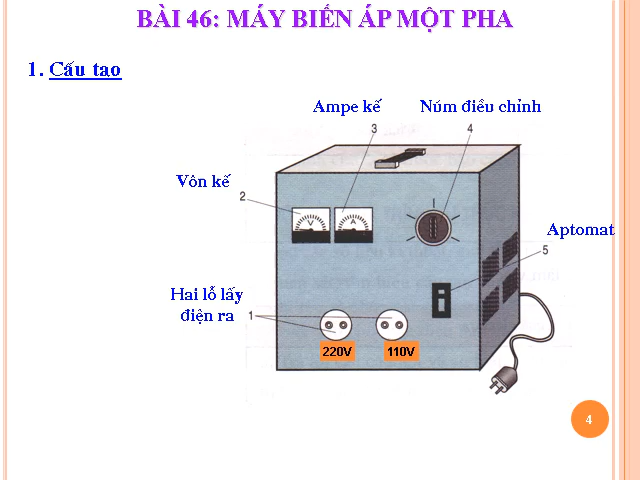 BÀI 46: MÁY BIẾN ÁP MỘT PHA
1. Cấu tạo
Ampe kế
Núm điều chỉnh
3
4
Vôn kế
2
V
A
Aptomat
5
Hai lỗ lấy
điện ra
1
220V
110V
4